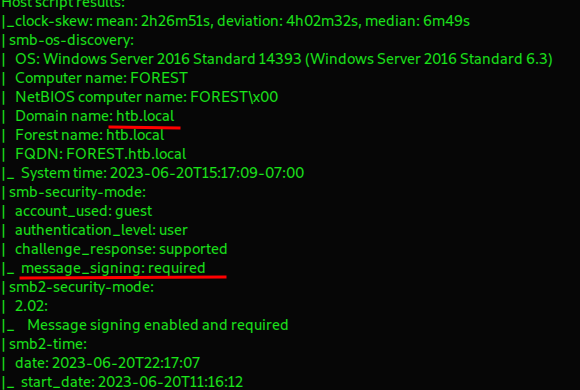 Host script results:
|_clock-skew: mean: 2h26m51s, deviation: 4h02m32s, median: 6m49s
| smb-os-discovery:
|   OS: Windows Server 2016 Standard 14393 (Windows Server 2016 Standard 6.3)
|   Computer name: FOREST
|   NetBIOS computer name: FOREST\x00
|   Domain name: htb.local
|   Forest name: htb.local
|   FQDN: FOREST.htb.local
|_  System time: 2023-06-20T15:17:09-07:00
| smb-security-mode:
|   account_used: guest
|   authentication_level: user
|   challenge_response: supported
|_  message_signing: required
| smb2-security-mode:
|   2.02:
|_    Message signing enabled and required
| smb2-time:
|   date: 2023-06-20T22:17:07
|_  start_date: 2023-06-20T11:16:12